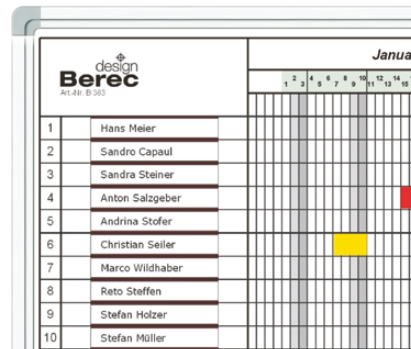 design
Berec
Art.-Nr. B 383
Janua
1 2 3 4 5 6 7 8 9 10 11 12 13 14 15
1 Hans Meier
2 Sandro Capaul
3 Sandra Steiner
4 Anton Salzgeber
5 Andrina Stofer
6 Christian Seiler
7 Marco Wildhaber
8 Reto Steffen
9 Stefan Holzer
10 Stefan Müller